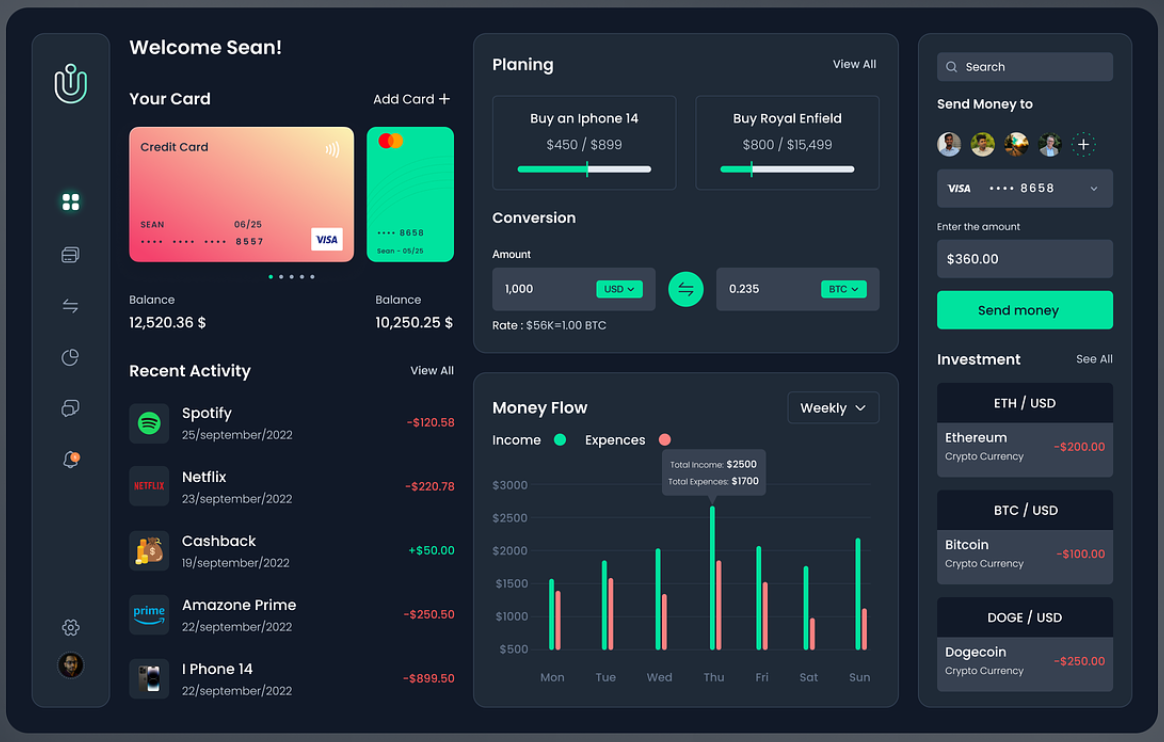 Welcome Sean!
Your Card
Add Card +
Credit Card
SEAN
06/25
•••• •••• •••• 8557
VISA
•••• 8658
Sean - 05/25
Balance
12,520.36 $
Balance
10,250.25 $
Recent Activity
View All
Spotify
25/september/2022
-$120.58
NETFLIX
Netflix
23/september/2022
-$220.78
Cashback
19/september/2022
+$50.00
prime
Amazone Prime
22/september/2022
-$250.50
I Phone 14
22/september/2022
-$899.50
Planing
View All
Buy an Iphone 14
$450 / $899
Buy Royal Enfield
$800 / $15,499
Conversion
Amount
1,000
USD
0.235
BTC
Rate : $56K=1.00 BTC
Money Flow
Weekly
Income
Expences
Total Income: $2500
Total Expences: $1700
$3000
$2500
$2000
$1500
$1000
$500
Mon Tue Wed Thu Fri Sat Sun
Search
Send Money to
VISA •••• 8658
Enter the amount
$360.00
Send money
Investment
See All
ETH / USD
Ethereum
Crypto Currency
-$200.00
BTC / USD
Bitcoin
Crypto Currency
-$100.00
DOGE / USD
Dogecoin
Crypto Currency
-$250.00